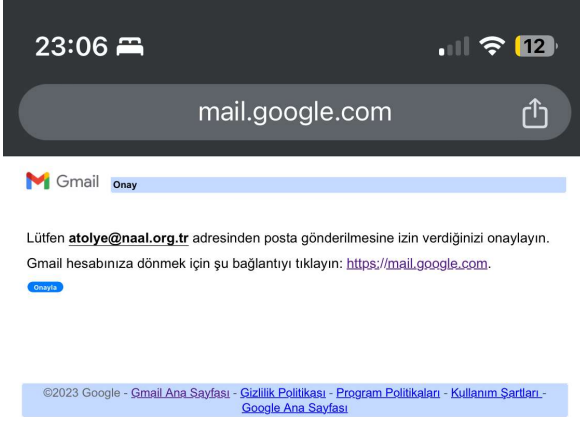 23:06
12
mail.google.com
Gmail Onay
Lütfen atolye@naal.org.tr adresinden posta gönderilmesine izin verdiğinizi onaylayın.
Gmail hesabınıza dönmek için şu bağlantıyı tıklayın: https://mail.google.com.
Onayla
©2023 Google - Gmail Ana Sayfası - Gizlilik Politikası - Program Politikaları - Kullanım Şartları -
Google Ana Sayfası